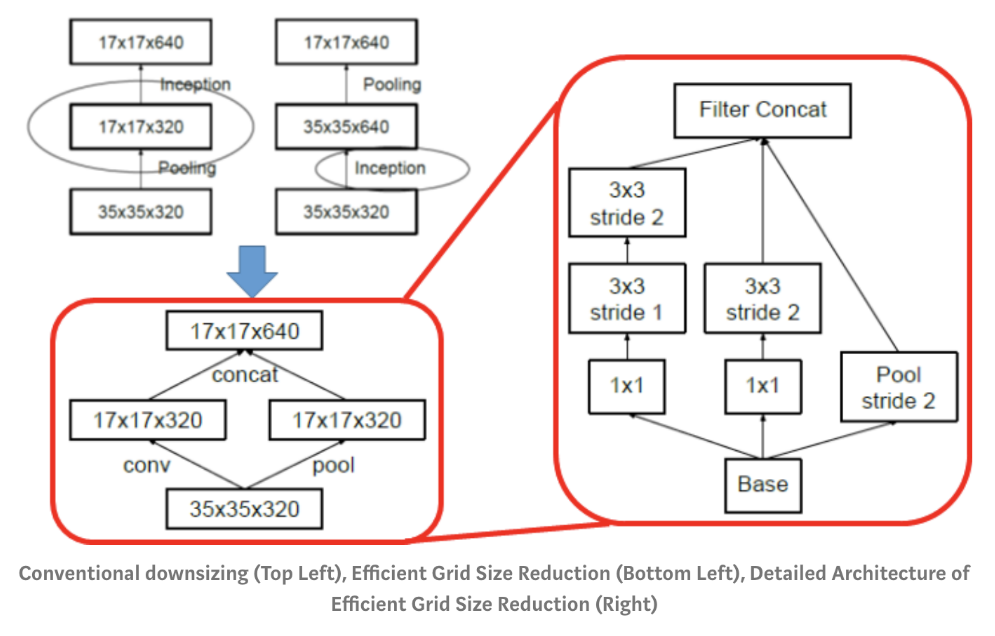 17x17x640
Inception
17x17x320
Pooling
35x35x320
17x17x640
Pooling
35x35x640
Inception
35x35x320
17x17x640
concat
17x17x320
17x17x320
conv
pool
35x35x320
Filter Concat
3x3
stride 2
3x3
stride 1
3x3
stride 2
1x1
1x1
Pool
stride 2
Base
Conventional downsizing (Top Left), Efficient Grid Size Reduction (Bottom Left), Detailed Architecture of
Efficient Grid Size Reduction (Right)